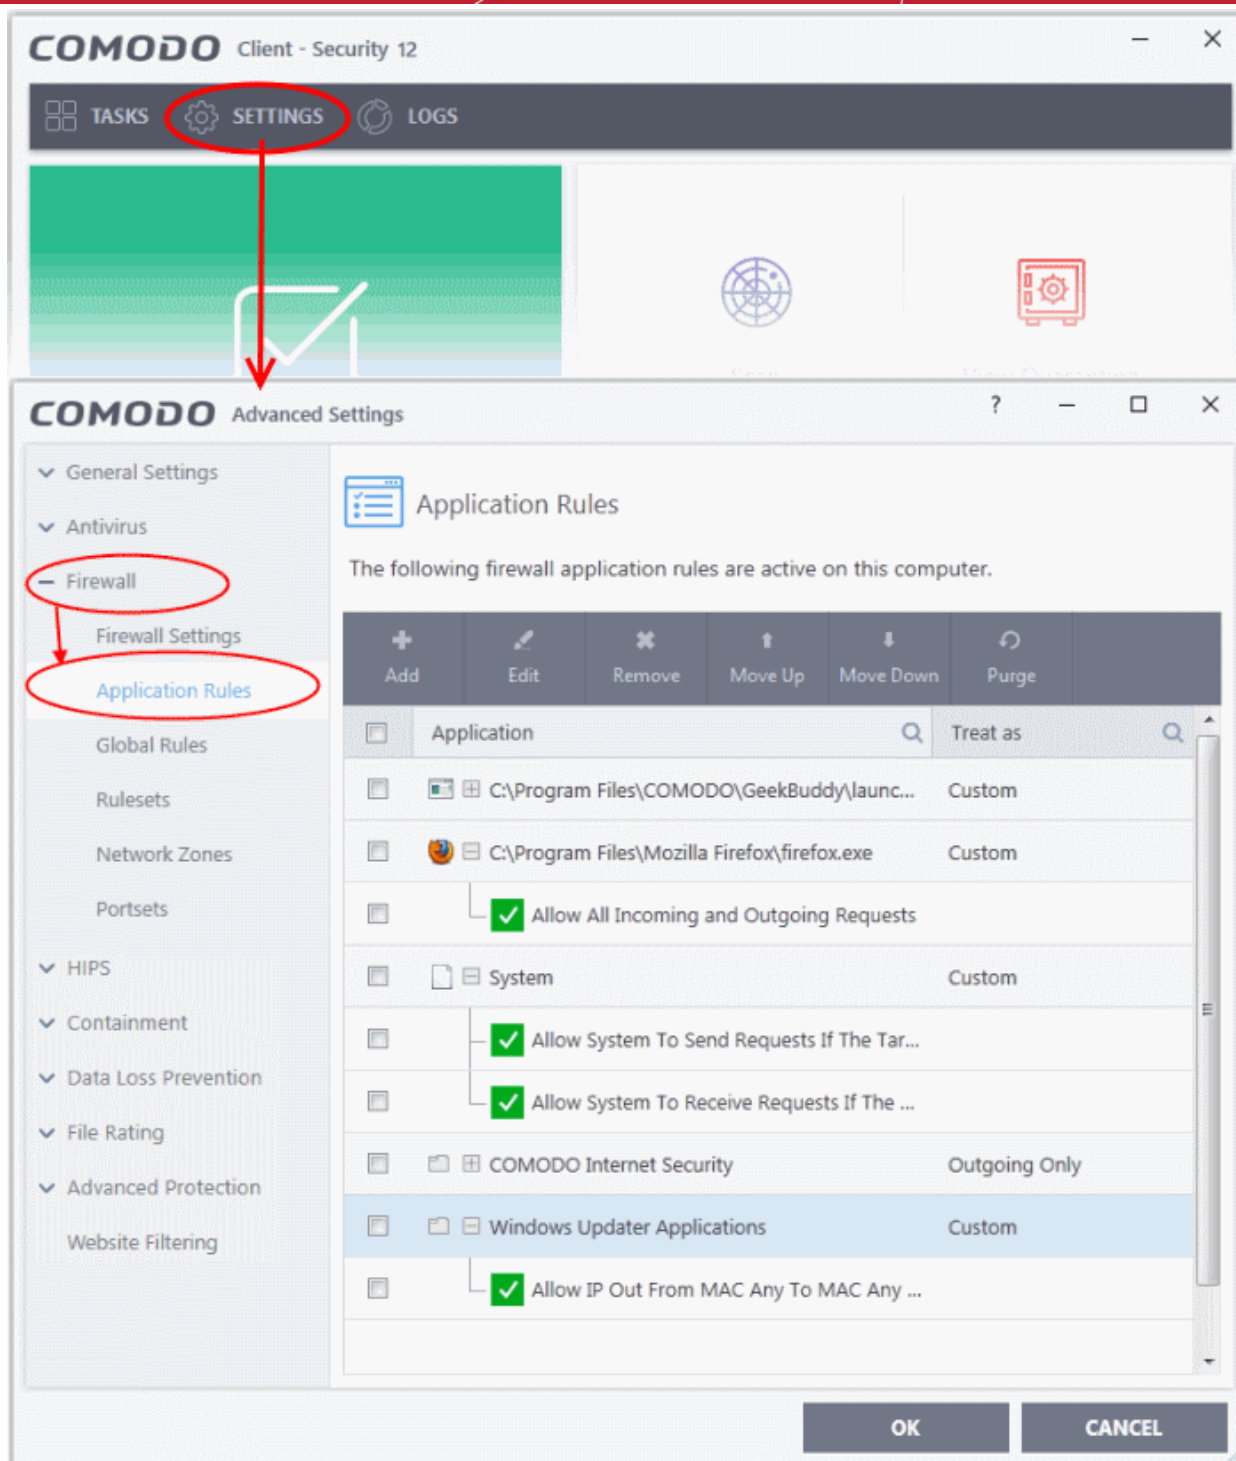 COMODO Client - Security 12
TASKS SETTINGS LOGS
COMODO Advanced Settings ?
General Settings
Antivirus
Firewall
Firewall Settings
Application Rules
Global Rules
Rulesets
Network Zones
Portsets
HIPS
Containment
Data Loss Prevention
File Rating
Advanced Protection
Website Filtering
Application Rules
The following firewall application rules are active on this computer.
Add Edit Remove Move Up Move Down Purge
Application Treat as
C:\Program Files\COMODO\GeekBuddy\launc... Custom
C:\Program Files\Mozilla Firefox\firefox.exe Custom
Allow All Incoming and Outgoing Requests
System Custom
Allow System To Send Requests If The Tar...
Allow System To Receive Requests If The ...
COMODO Internet Security Outgoing Only
Windows Updater Applications Custom
Allow IP Out From MAC Any To MAC Any ...
OK CANCEL